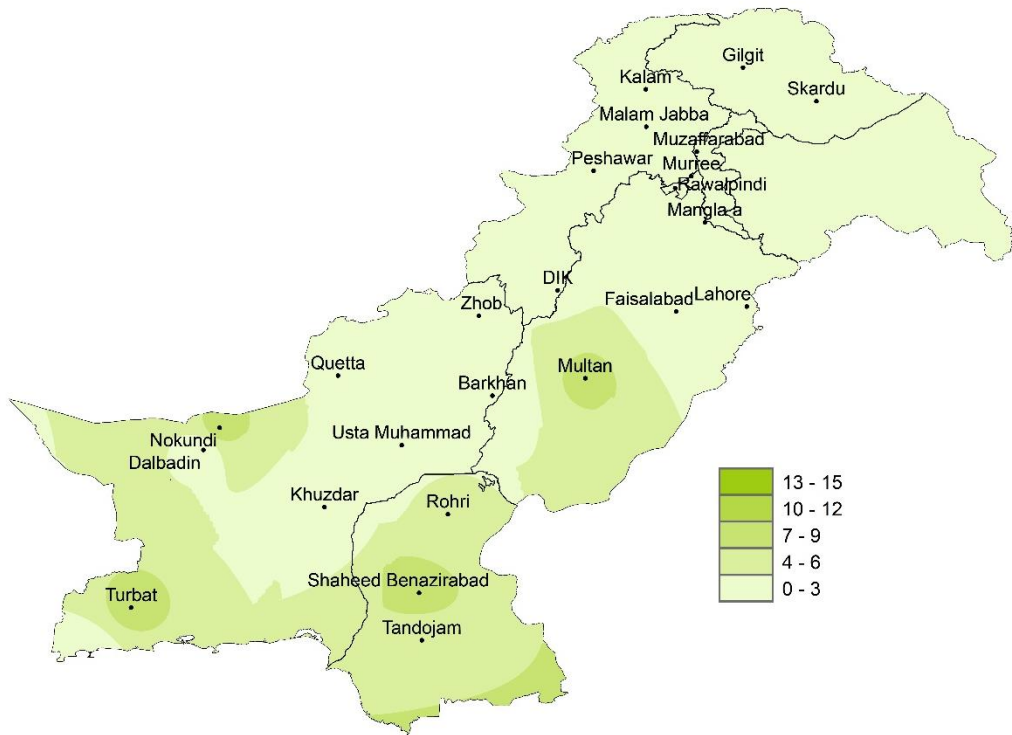 Gilgit
Kalam
Skardu
Malam Jabba
Muzaffarabad
Peshawar
Murree
Rawalpindi
Mangla a
DIK
Zhob
Faisalabad
Lahore
Quetta
Multan
Barkhan
Nokundi
Usta Muhammad
Dalbadin
Khuzdar
Rohri
Shaheed Benazirabad
Turbat
Tandojam
13 - 15
10 - 12
7 - 9
4 - 6
0 - 3